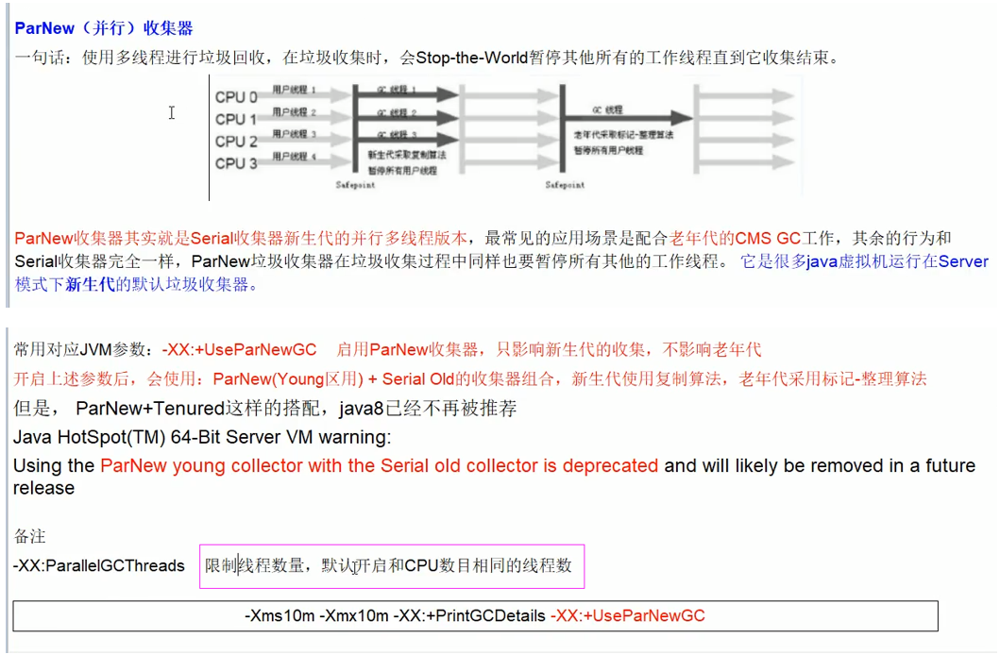 ParNew（并行）收集器
一句话：使用多线程进行垃圾回收，在垃圾收集时，会Stop-the-World暂停其他所有的工作线程直到它收集结束。
CPU 0 用户线程 1 GC 线程 1
CPU 1 用户线程 2 GC 线程 2 GC 线程
CPU 2 用户线程 3 GC 线程 3 老年代采取标记-整理算法
CPU 3 用户线程 4 新生代采取复制算法 暂停所有用户线程
暂停所有用户线程
Safepoint Safepoint
ParNew收集器其实就是Serial收集器新生代的并行多线程版本，最常见的应用场景是配合老年代的CMS GC工作，其余的行为和
Serial收集器完全一样，ParNew垃圾收集器在垃圾收集过程中同样也要暂停所有其他的工作线程。 它是很多java虚拟机运行在Server
模式下新生代的默认垃圾收集器。
常用对应JVM参数：-XX:+UseParNewGC 启用ParNew收集器，只影响新生代的收集，不影响老年代
开启上述参数后，会使用：ParNew(Young区用) + Serial Old的收集器组合，新生代使用复制算法，老年代采用标记-整理算法
但是， ParNew+Tenured这样的搭配，java8已经不再被推荐
Java HotSpot(TM) 64-Bit Server VM warning:
Using the ParNew young collector with the Serial old collector is deprecated and will likely be removed in a future
release
备注
-XX:ParallelGCThreads 限制线程数量，默认开启和CPU数目相同的线程数
-Xms10m -Xmx10m -XX:+PrintGCDetails -XX:+UseParNewGC